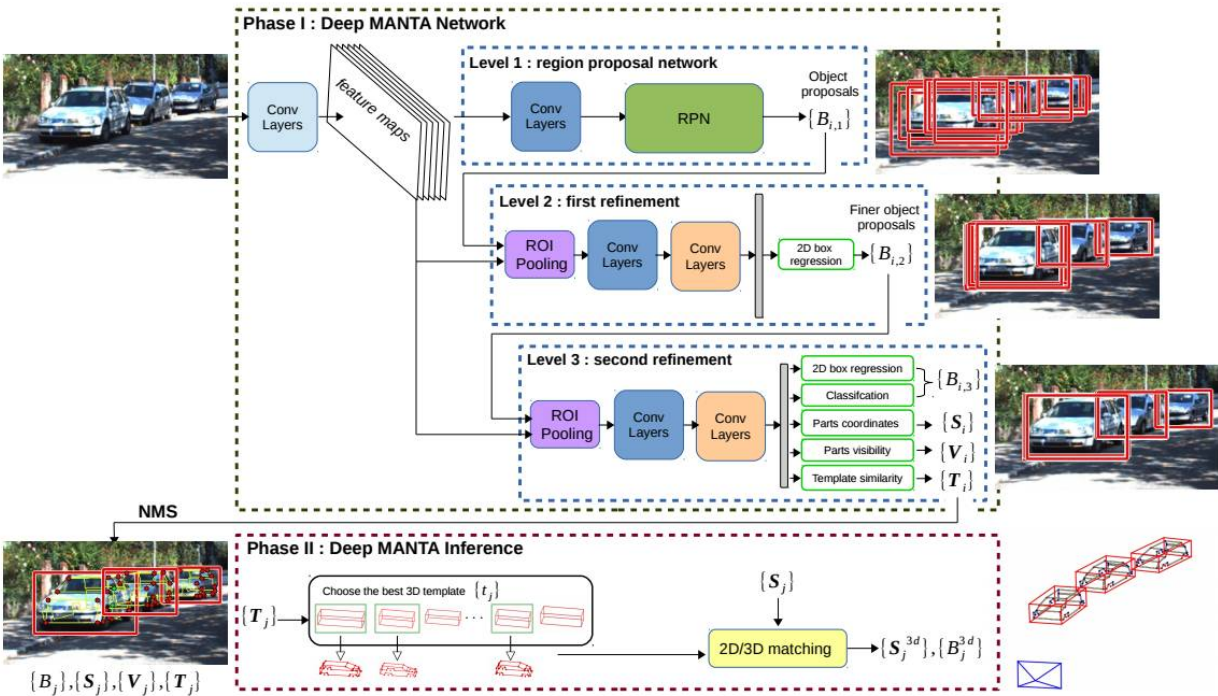 Phase I : Deep MANTA Network
Conv
Layers
feature maps
Level 1 : region proposal network
Conv
Layers
RPN
Object
proposals
{B_{i,1}}
Level 2 : first refinement
ROI
Pooling
Conv
Layers
Conv
Layers
2D box
regression
Finer object
proposals
{B_{i,2}}
Level 3 : second refinement
ROI
Pooling
Conv
Layers
Conv
Layers
2D box regression
Classifcation
{B_{i,3}}
Parts coordinates
{S_i}
Parts visibility
{V_i}
Template similarity
{T_i}
NMS
{B_j},{S_j},{V_j},{T_j}
Phase II : Deep MANTA Inference
{T_j}
Choose the best 3D template {t_j}
...
{S_j}
2D/3D matching
{S_j^{3d}},{B_j^{3d}}